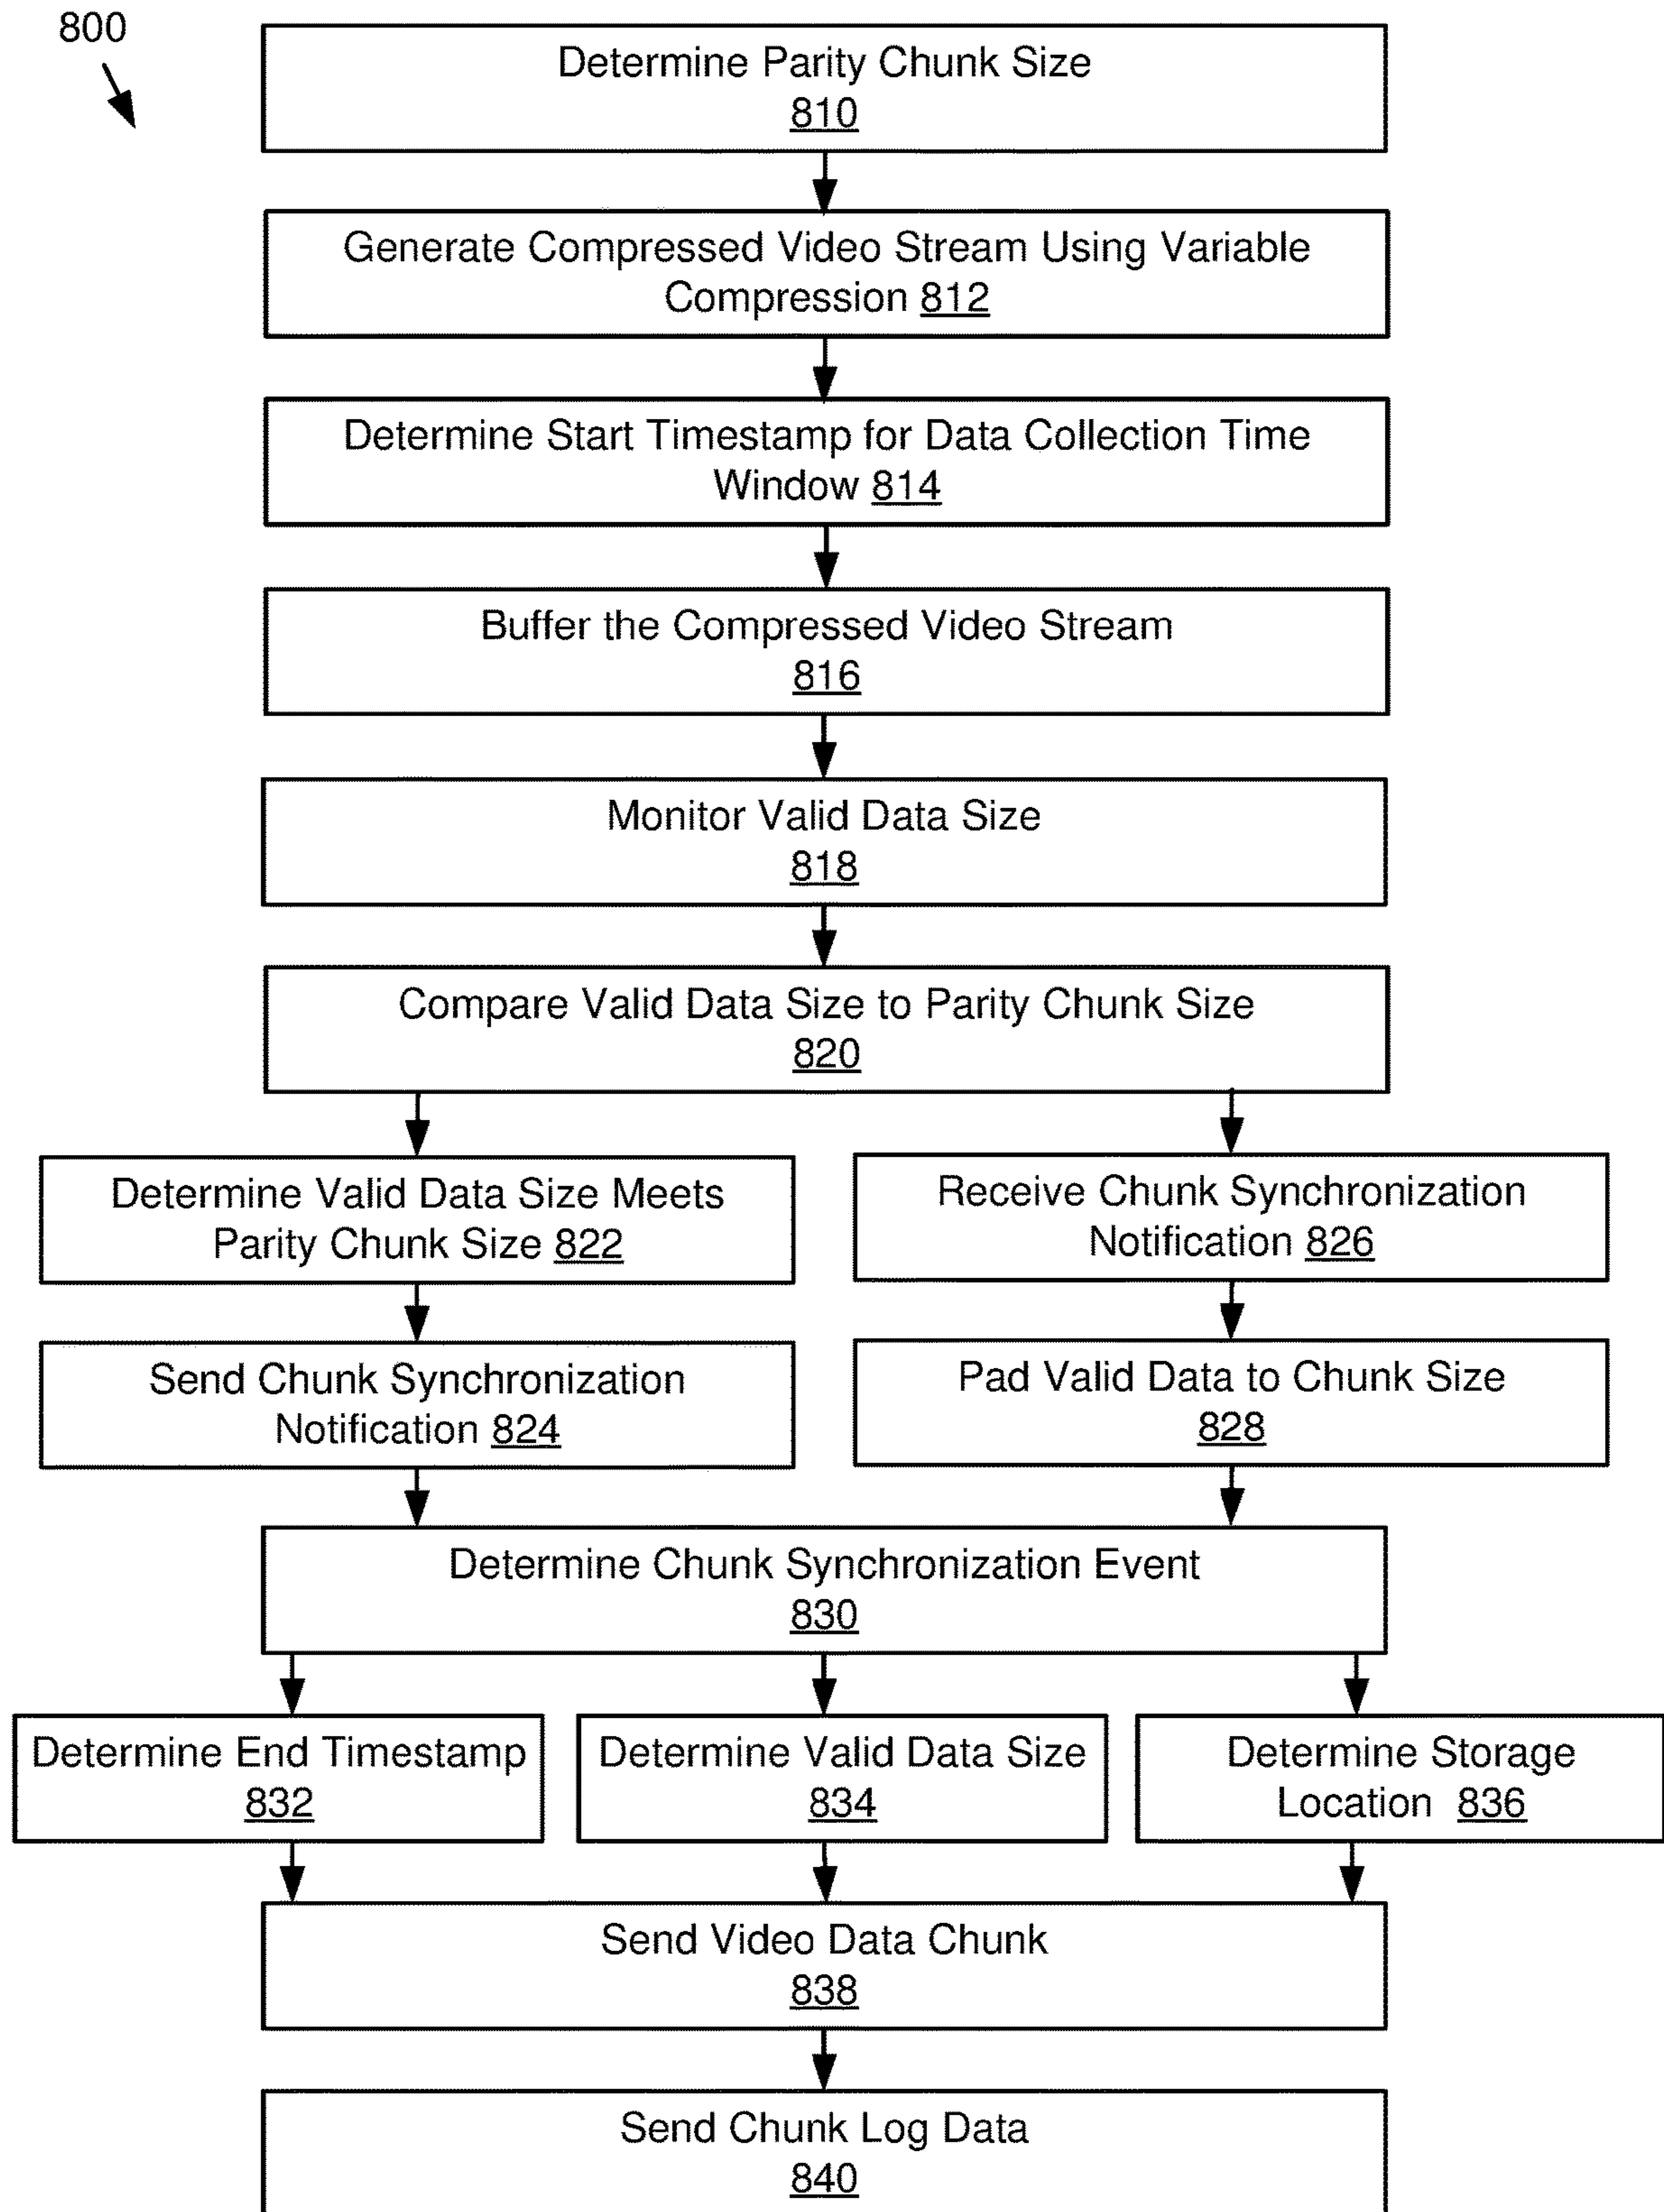 800
Determine Parity Chunk Size
810
Generate Compressed Video Stream Using Variable
Compression 812
Determine Start Timestamp for Data Collection Time
Window 814
Buffer the Compressed Video Stream
816
Monitor Valid Data Size
818
Compare Valid Data Size to Parity Chunk Size
820
Determine Valid Data Size Meets
Parity Chunk Size 822
Receive Chunk Synchronization
Notification 826
Send Chunk Synchronization
Notification 824
Pad Valid Data to Chunk Size
828
Determine Chunk Synchronization Event
830
Determine End Timestamp
832
Determine Valid Data Size
834
Determine Storage
Location 836
Send Video Data Chunk
838
Send Chunk Log Data
840